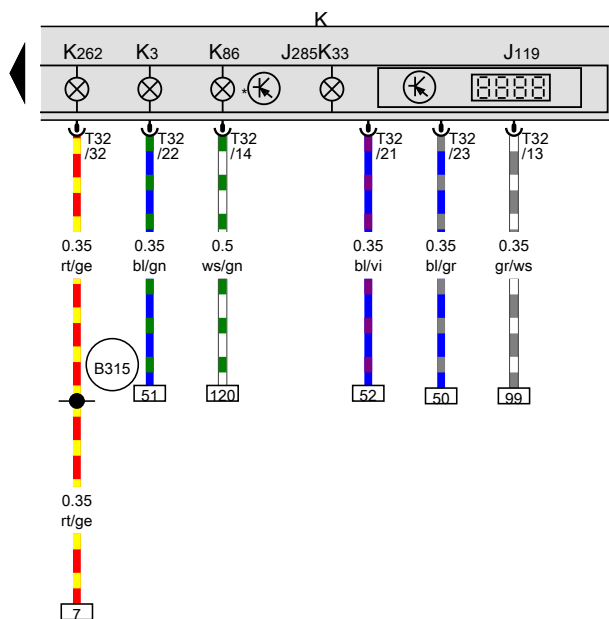 K
K262 K3 K86 J285 K33 J119
*
8888
T32 T32 T32 T32 T32 T32
/32 /22 /14 /21 /23 /13
0.35 0.35 0.5 0.35 0.35 0.35
rt/ge bl/gn ws/gn bl/vi bl/gr gr/ws
B315
51 120 52 50 99
0.35
rt/ge
7